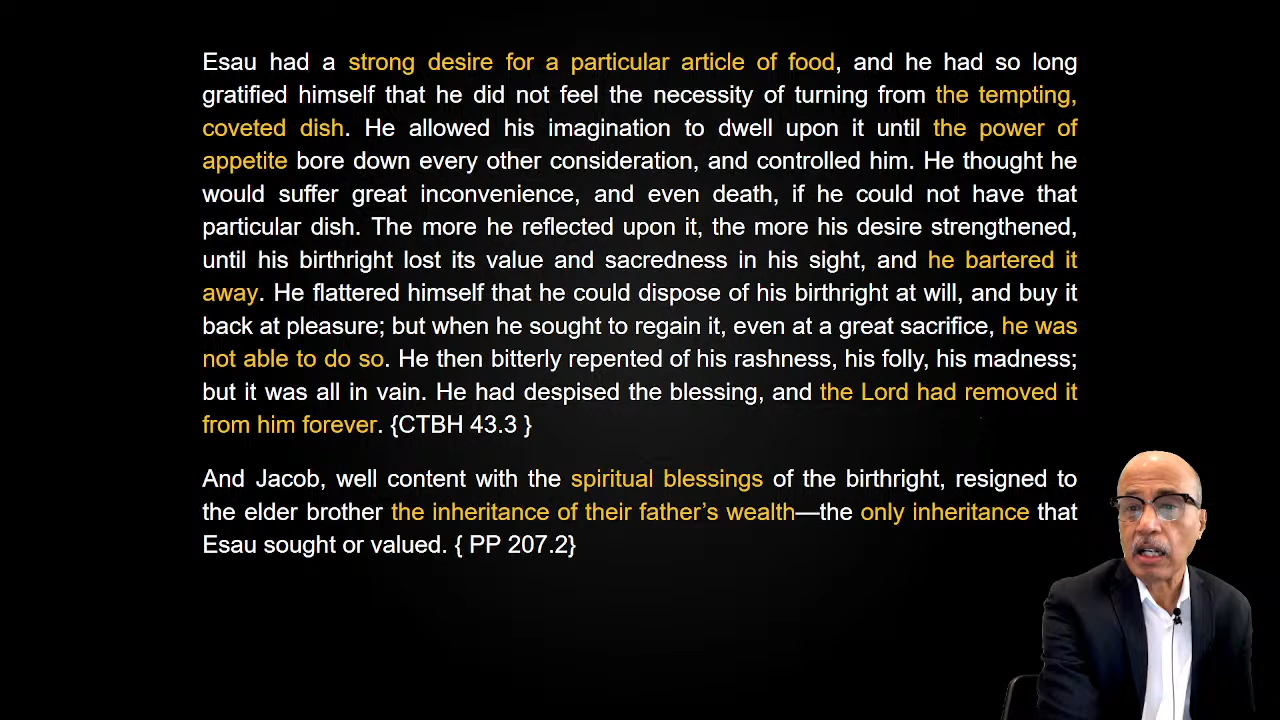 Esau had a strong desire for a particular article of food, and he had so long
gratified himself that he did not feel the necessity of turning from the tempting,
coveted dish. He allowed his imagination to dwell upon it until the power of
appetite bore down every other consideration, and controlled him. He thought he
would suffer great inconvenience, and even death, if he could not have that
particular dish. The more he reflected upon it, the more his desire strengthened,
until his birthright lost its value and sacredness in his sight, and he bartered it
away. He flattered himself that he could dispose of his birthright at will, and buy it
back at pleasure; but when he sought to regain it, even at a great sacrifice, he was
not able to do so. He then bitterly repented of his rashness, his folly, his madness;
but it was all in vain. He had despised the blessing, and the Lord had removed it
from him forever. {CTBH 43.3 }
And Jacob, well content with the spiritual blessings of the birthright, resigned to
the elder brother the inheritance of their father’s wealth—the only inheritance that
Esau sought or valued. { PP 207.2}